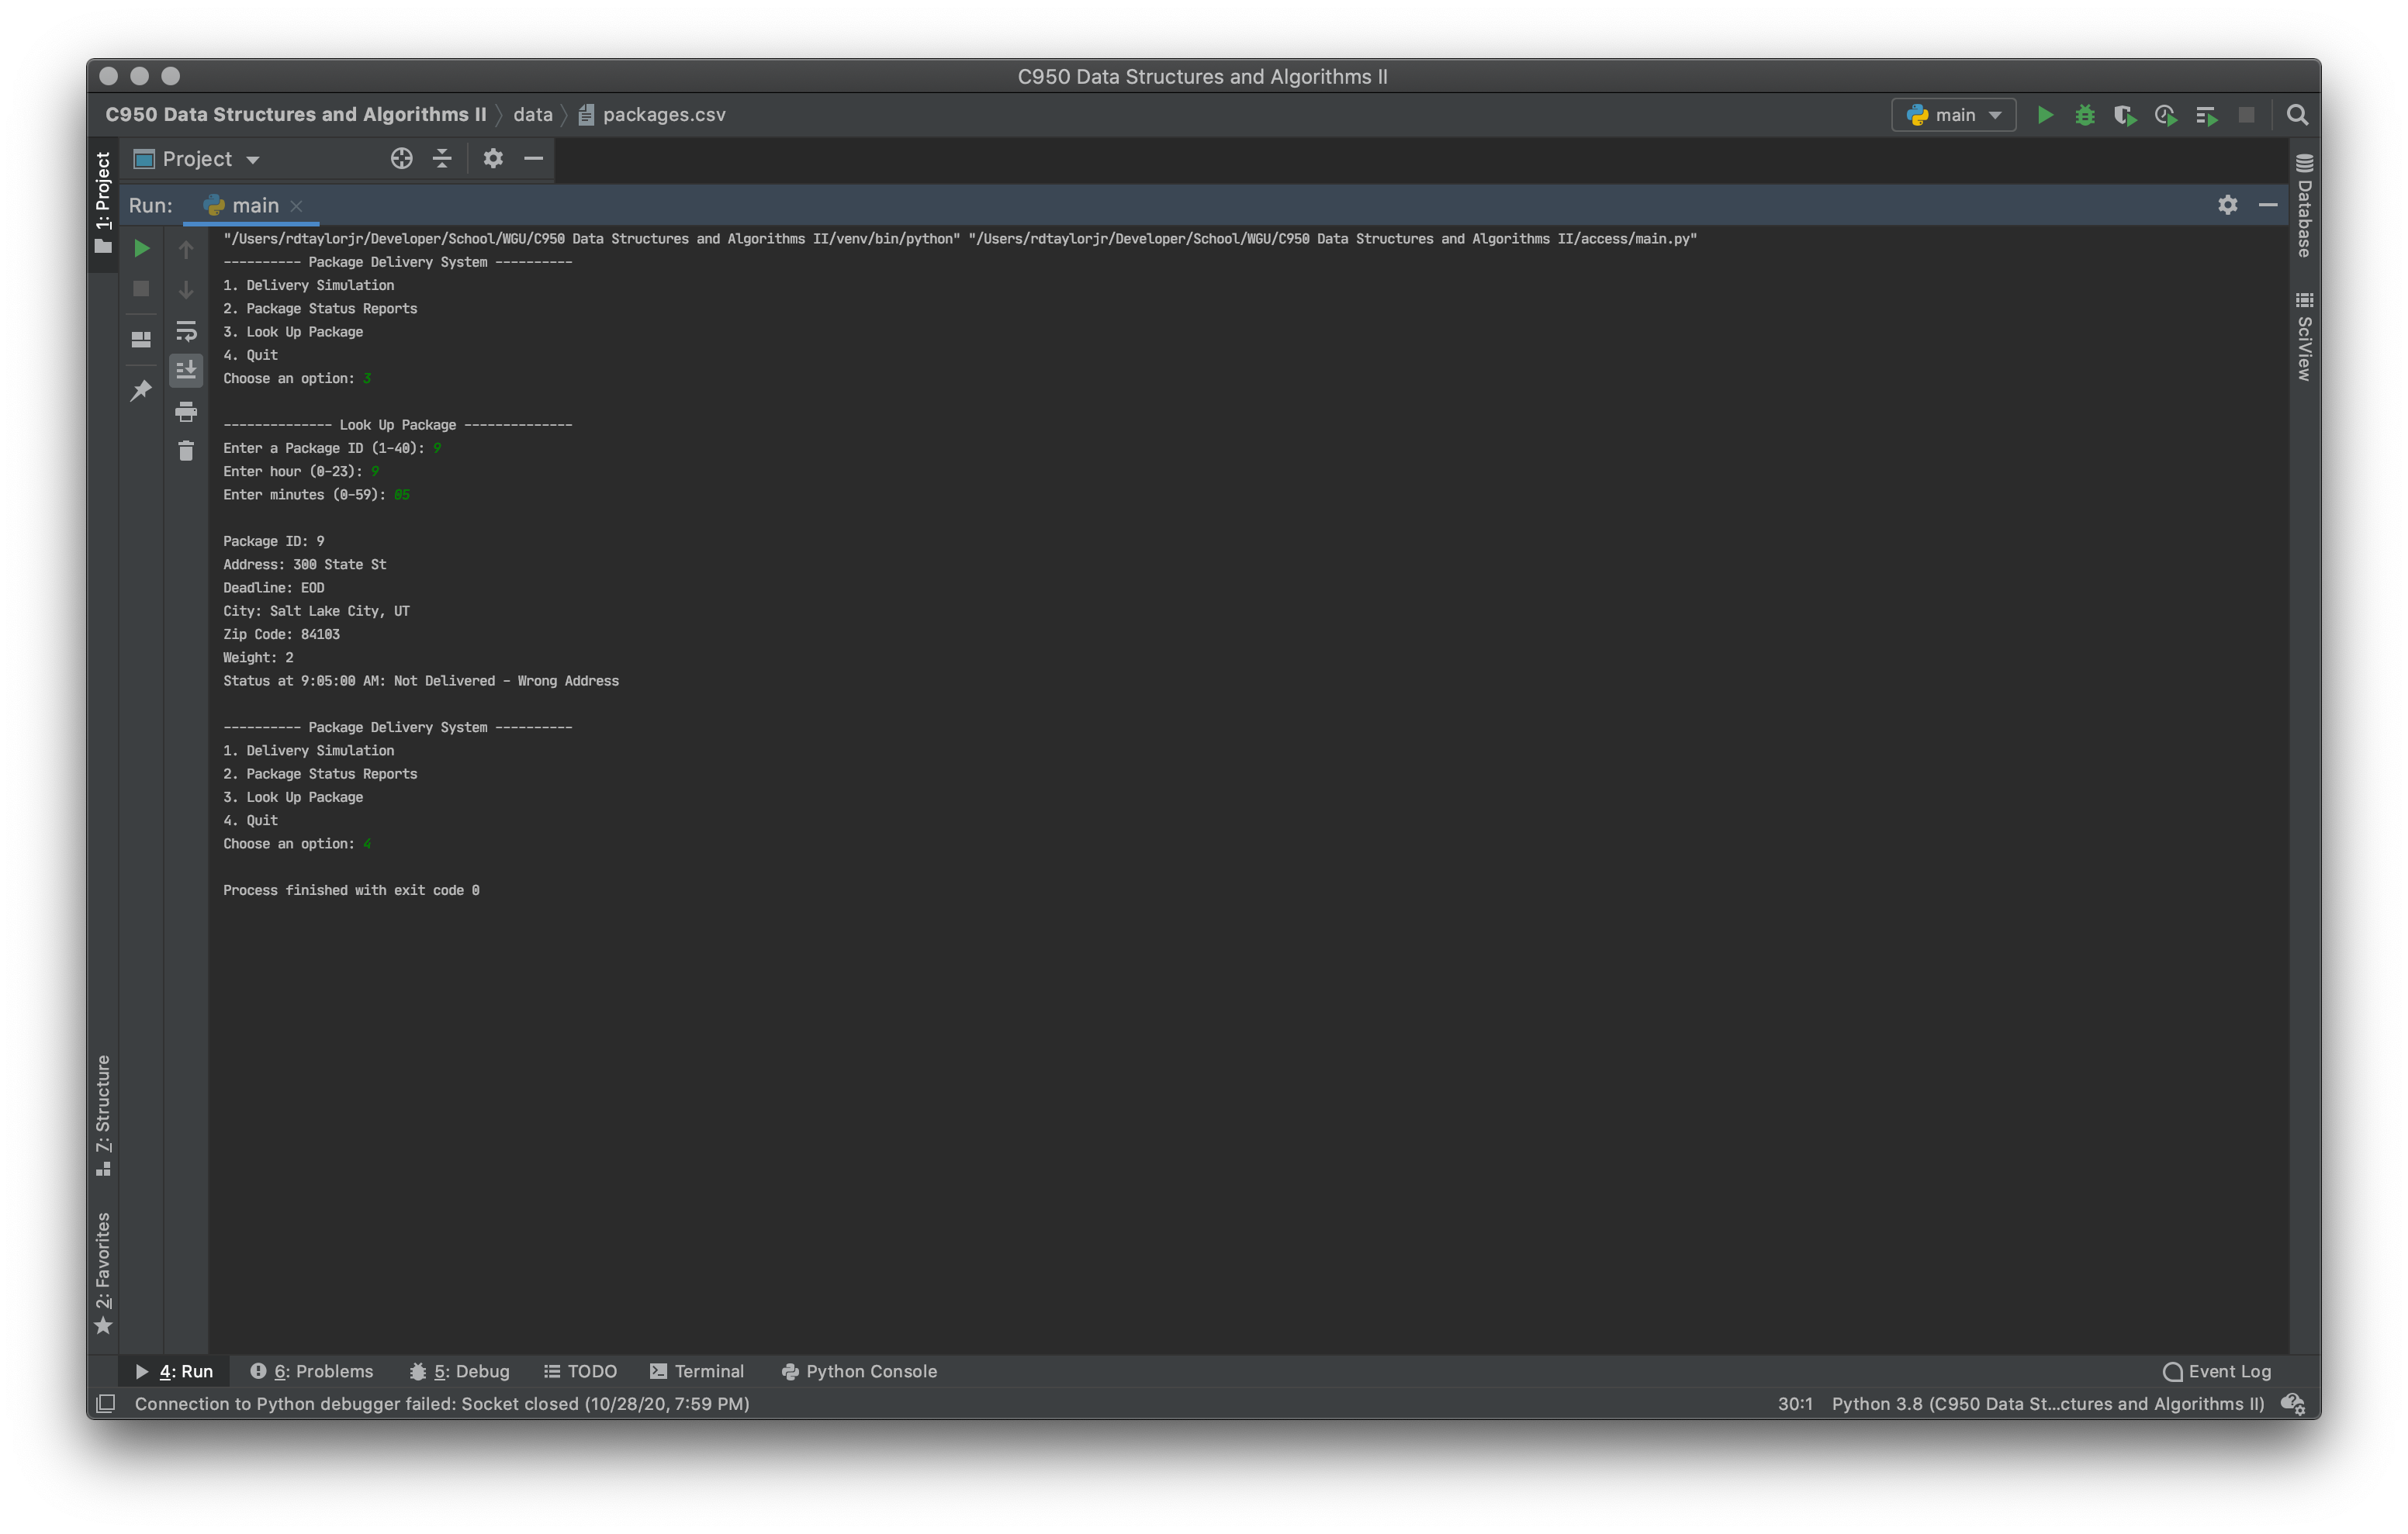 C950 Data Structures and Algorithms II
C950 Data Structures and Algorithms II data packages.csv main
1: Project
Project
Run: main
"/Users/rdtaylorjr/Developer/School/WGU/C950 Data Structures and Algorithms II/venv/bin/python" "/Users/rdtaylorjr/Developer/School/WGU/C950 Data Structures and Algorithms II/access/main.py"
---------- Package Delivery System ----------
1. Delivery Simulation
2. Package Status Reports
3. Look Up Package
4. Quit
Choose an option: 3
-------------- Look Up Package --------------
Enter a Package ID (1-40): 9
Enter hour (0-23): 9
Enter minutes (0-59): 05
Package ID: 9
Address: 300 State St
Deadline: EOD
City: Salt Lake City, UT
Zip Code: 84103
Weight: 2
Status at 9:05:00 AM: Not Delivered - Wrong Address
---------- Package Delivery System ----------
1. Delivery Simulation
2. Package Status Reports
3. Look Up Package
4. Quit
Choose an option: 4
Process finished with exit code 0
Database
SciView
7: Structure
2: Favorites
4: Run 6: Problems 5: Debug TODO Terminal Python Console Event Log
Connection to Python debugger failed: Socket closed (10/28/20, 7:59 PM) 30:1 Python 3.8 (C950 Data St...ctures and Algorithms II)